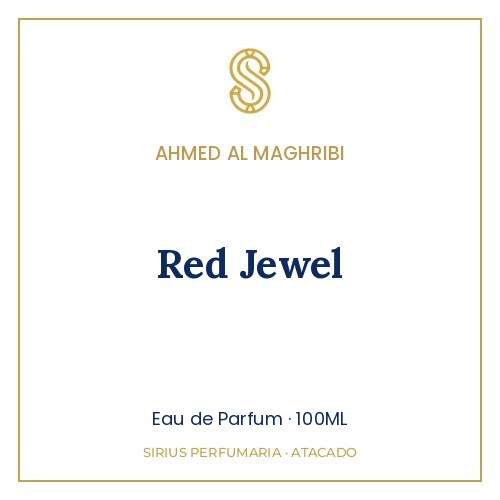 AHMED AL MAGHRIBI
Red Jewel
Eau de Parfum · 100ML
SIRIUS PERFUMARIA · ATACADO